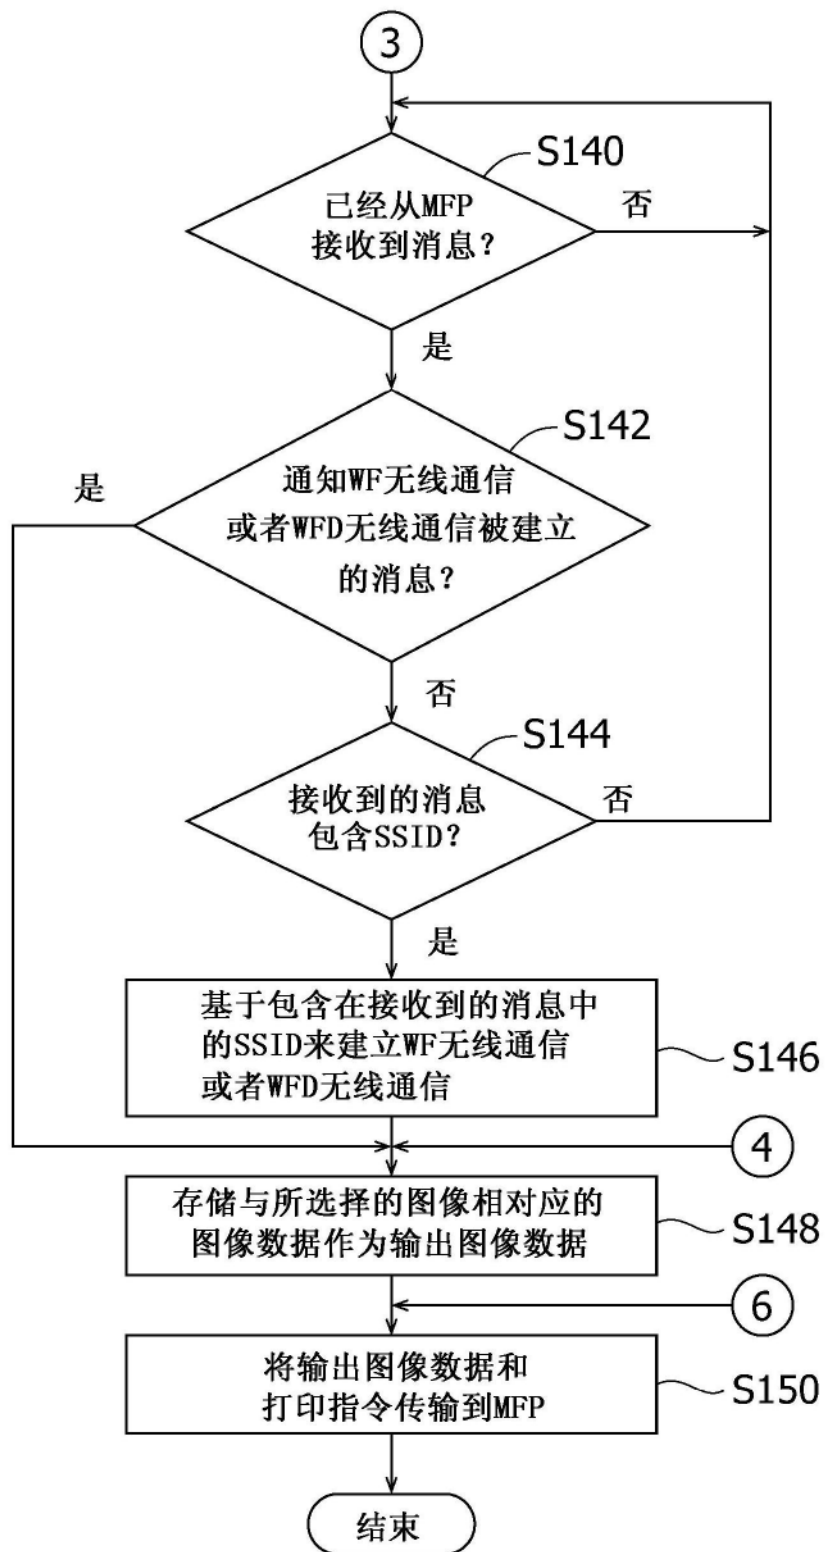 3
S140
已经从MFP
接收到消息？
否
是
S142
是
通知WF无线通信
或者WFD无线通信被建立
的消息？
否
S144
接收到的消息
包含SSID？
否
是
基于包含在接收到的消息中
的SSID来建立WF无线通信
或者WFD无线通信
S146
4
存储与所选择的图像相对应的
图像数据作为输出图像数据
S148
6
将输出图像数据和
打印指令传输到MFP
S150
结束